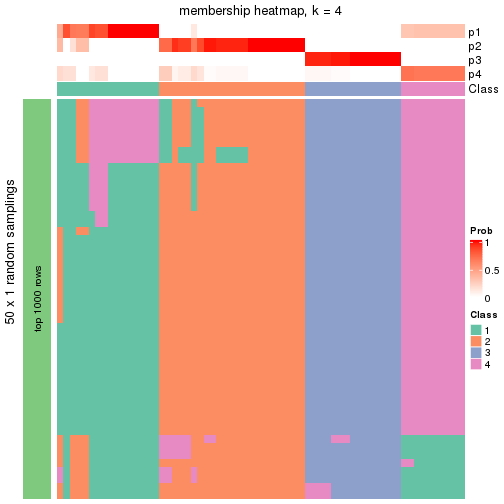 membership heatmap, k = 4
p1
p2
p3
p4
Class
50 x 1 random samplings
top 1000 rows
Prob
1
0.5
0
Class
1
2
3
4